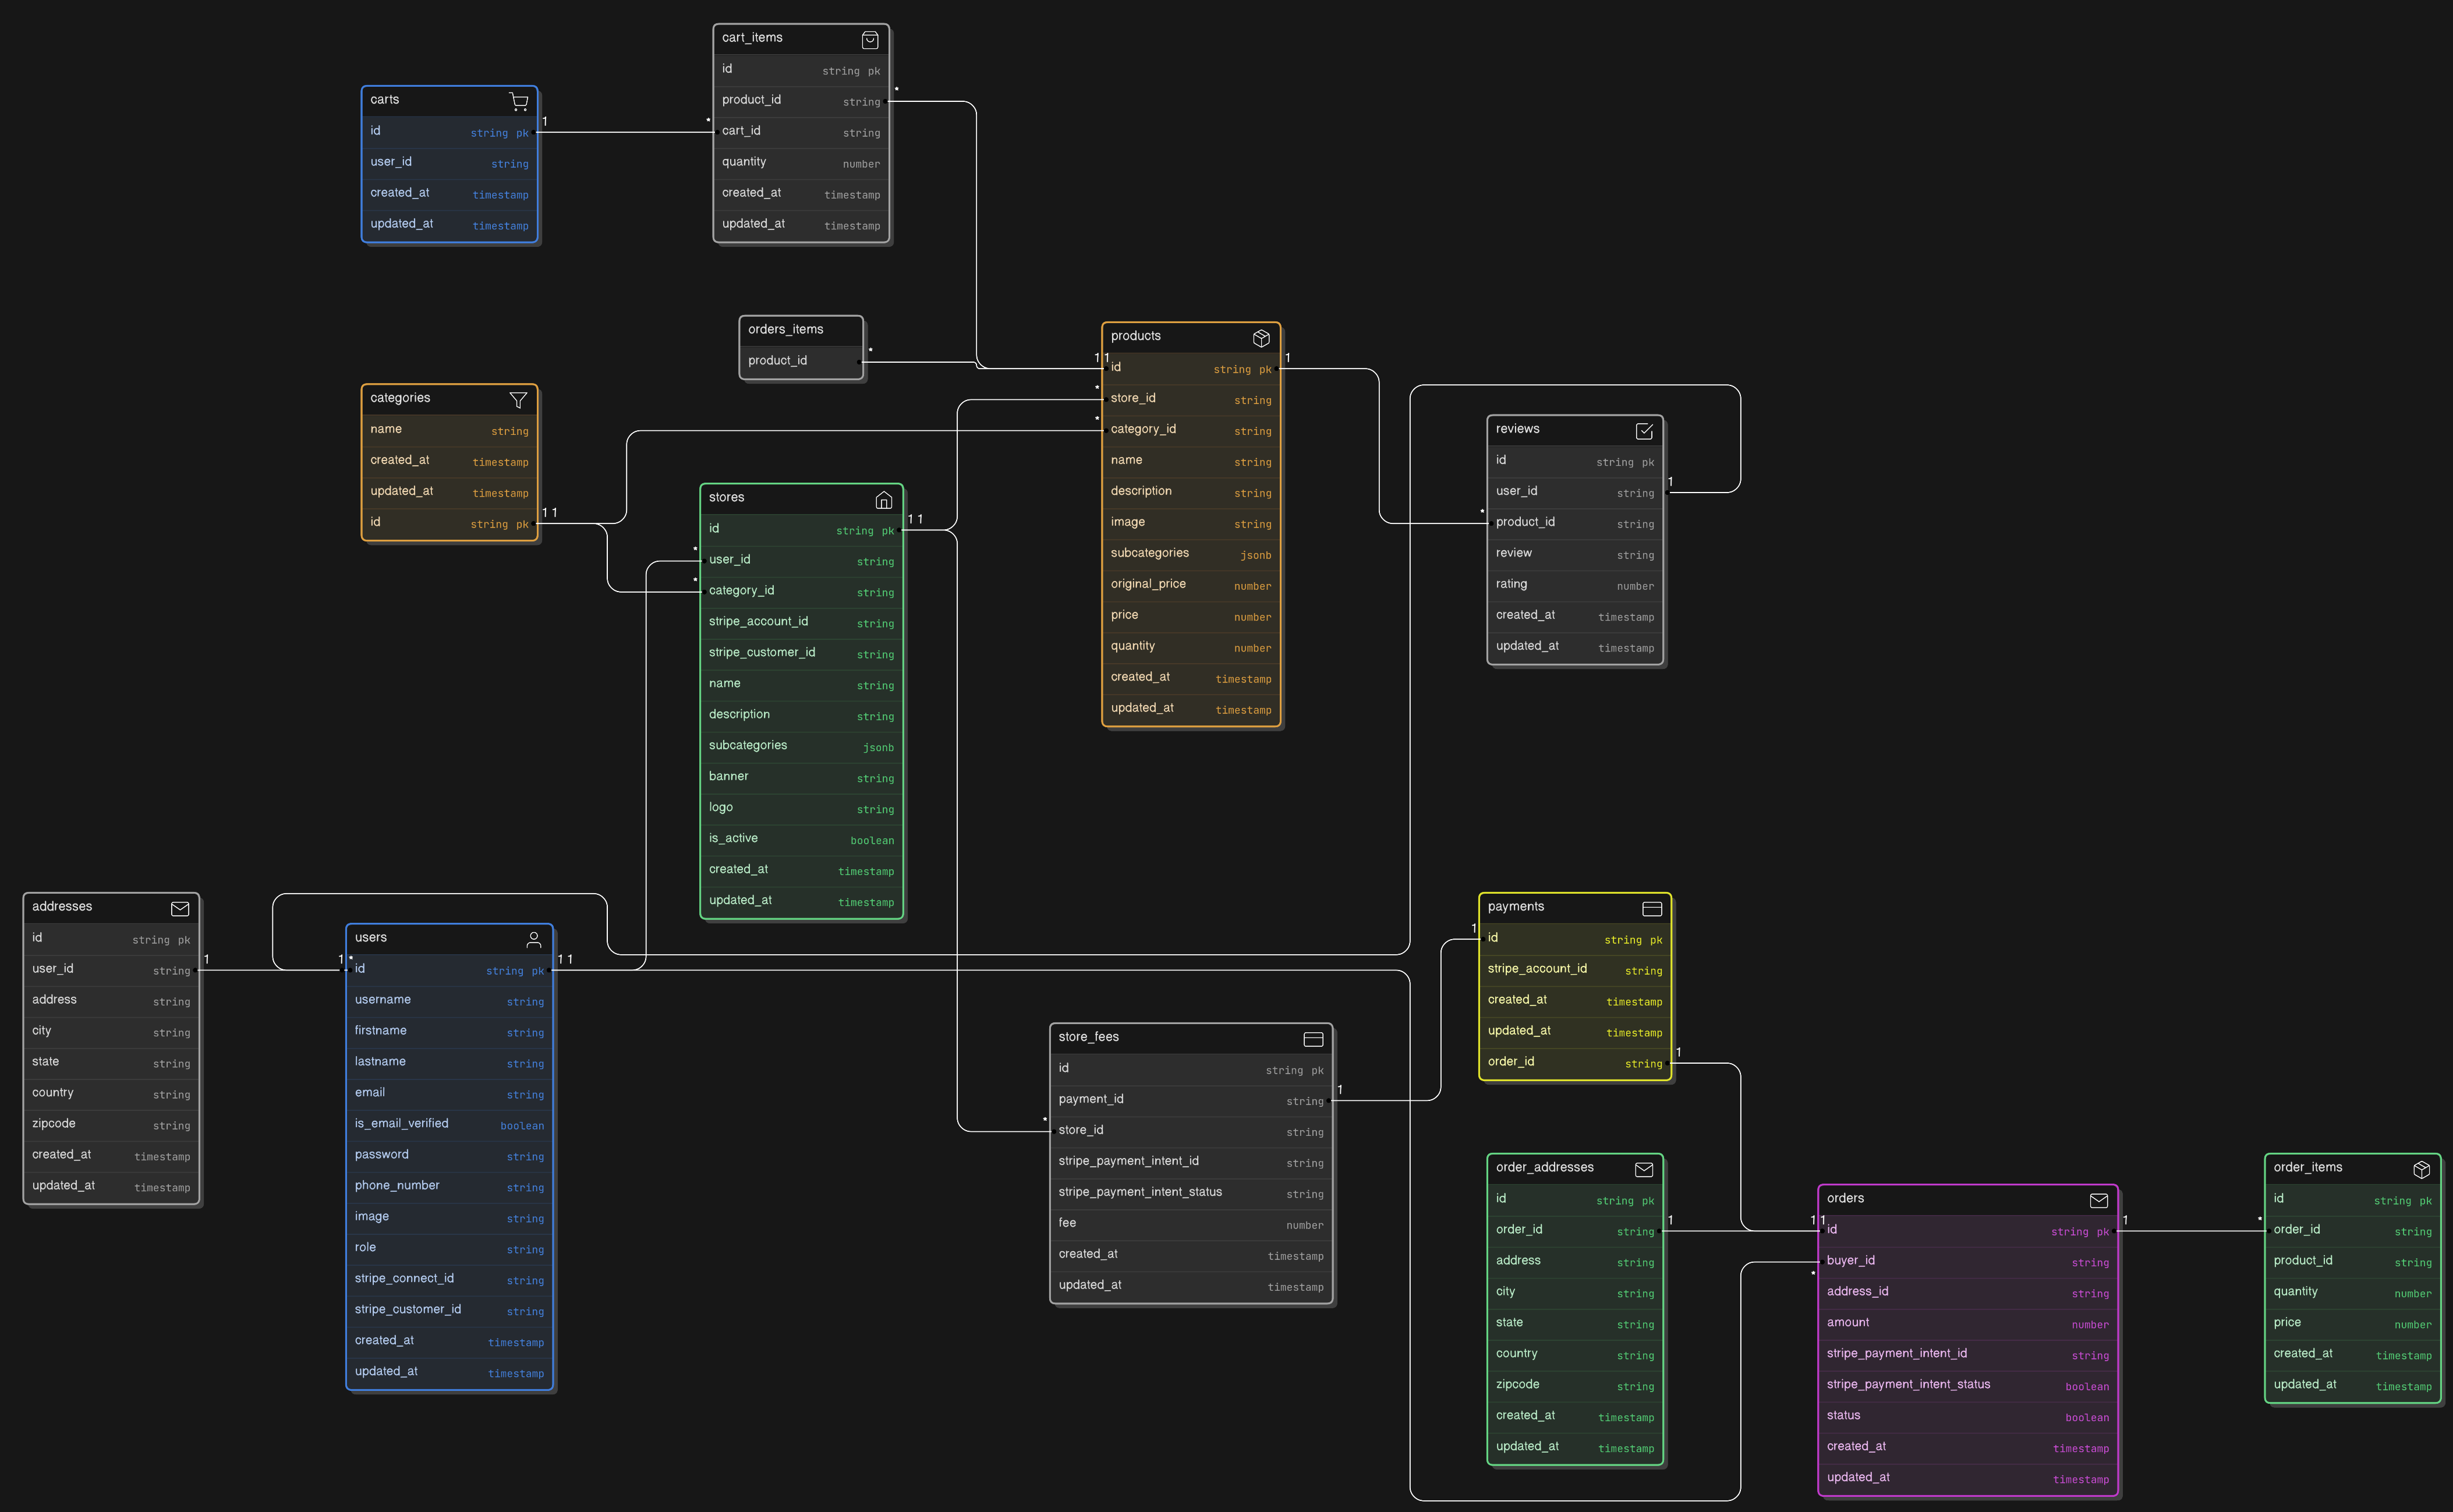 cart_items
id string pk
product_id string *
* cart_id string
quantity number
created_at timestamp
updated_at timestamp
carts
id string pk 1
user_id string
created_at timestamp
updated_at timestamp
orders_items
product_id *
products
1 1 id string pk 1
* store_id string
* category_id string
name string
description string
image string
subcategories jsonb
original_price number
price number
quantity number
created_at timestamp
updated_at timestamp
categories
name string
created_at timestamp
updated_at timestamp
id string pk 1 1
reviews
id string pk
user_id string 1
* product_id string
review string
rating number
created_at timestamp
updated_at timestamp
stores
id string pk 1 1
* user_id string
* category_id string
stripe_account_id string
stripe_customer_id string
name string
description string
subcategories jsonb
banner string
logo string
is_active boolean
created_at timestamp
updated_at timestamp
addresses
id string pk
user_id string 1
address string
city string
state string
country string
zipcode string
created_at timestamp
updated_at timestamp
users
1 * id string pk 1 1
username string
firstname string
lastname string
email string
is_email_verified boolean
password string
phone_number string
image string
role string
stripe_connect_id string
stripe_customer_id string
created_at timestamp
updated_at timestamp
payments
1 id string pk
stripe_account_id string
created_at timestamp
updated_at timestamp
order_id string 1
store_fees
id string pk
payment_id string 1
* store_id string
stripe_payment_intent_id string
stripe_payment_intent_status string
fee number
created_at timestamp
updated_at timestamp
order_addresses
id string pk
order_id string 1
address string
city string
state string
country string
zipcode string
created_at timestamp
updated_at timestamp
orders
1 1 id string pk 1
* buyer_id string
address_id string
amount number
stripe_payment_intent_id string
stripe_payment_intent_status boolean
status boolean
created_at timestamp
updated_at timestamp
order_items
id string pk
* order_id string
product_id string
quantity number
price number
created_at timestamp
updated_at timestamp